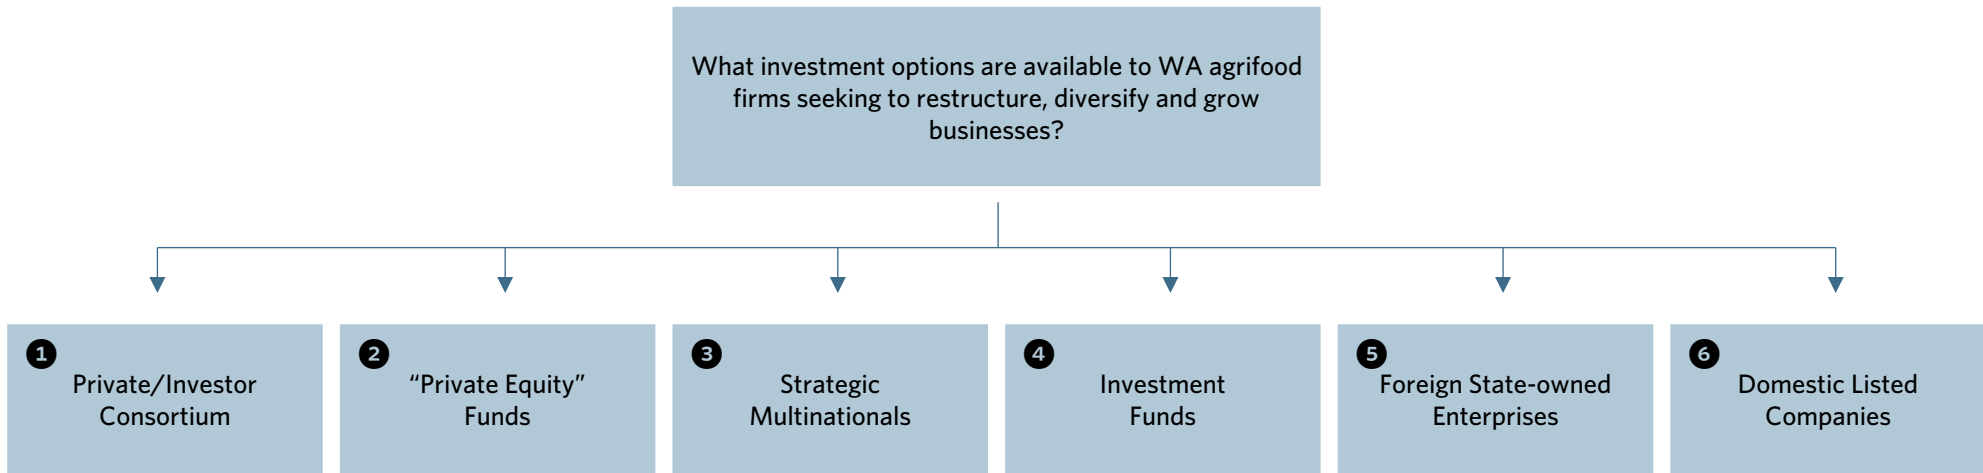 What investment options are available to WA agrifood
firms seeking to restructure, diversify and grow
businesses?
1
Private/Investor
Consortium
2
“Private Equity”
Funds
3
Strategic
Multinationals
4
Investment
Funds
5
Foreign State-owned
Enterprises
6
Domestic Listed
Companies